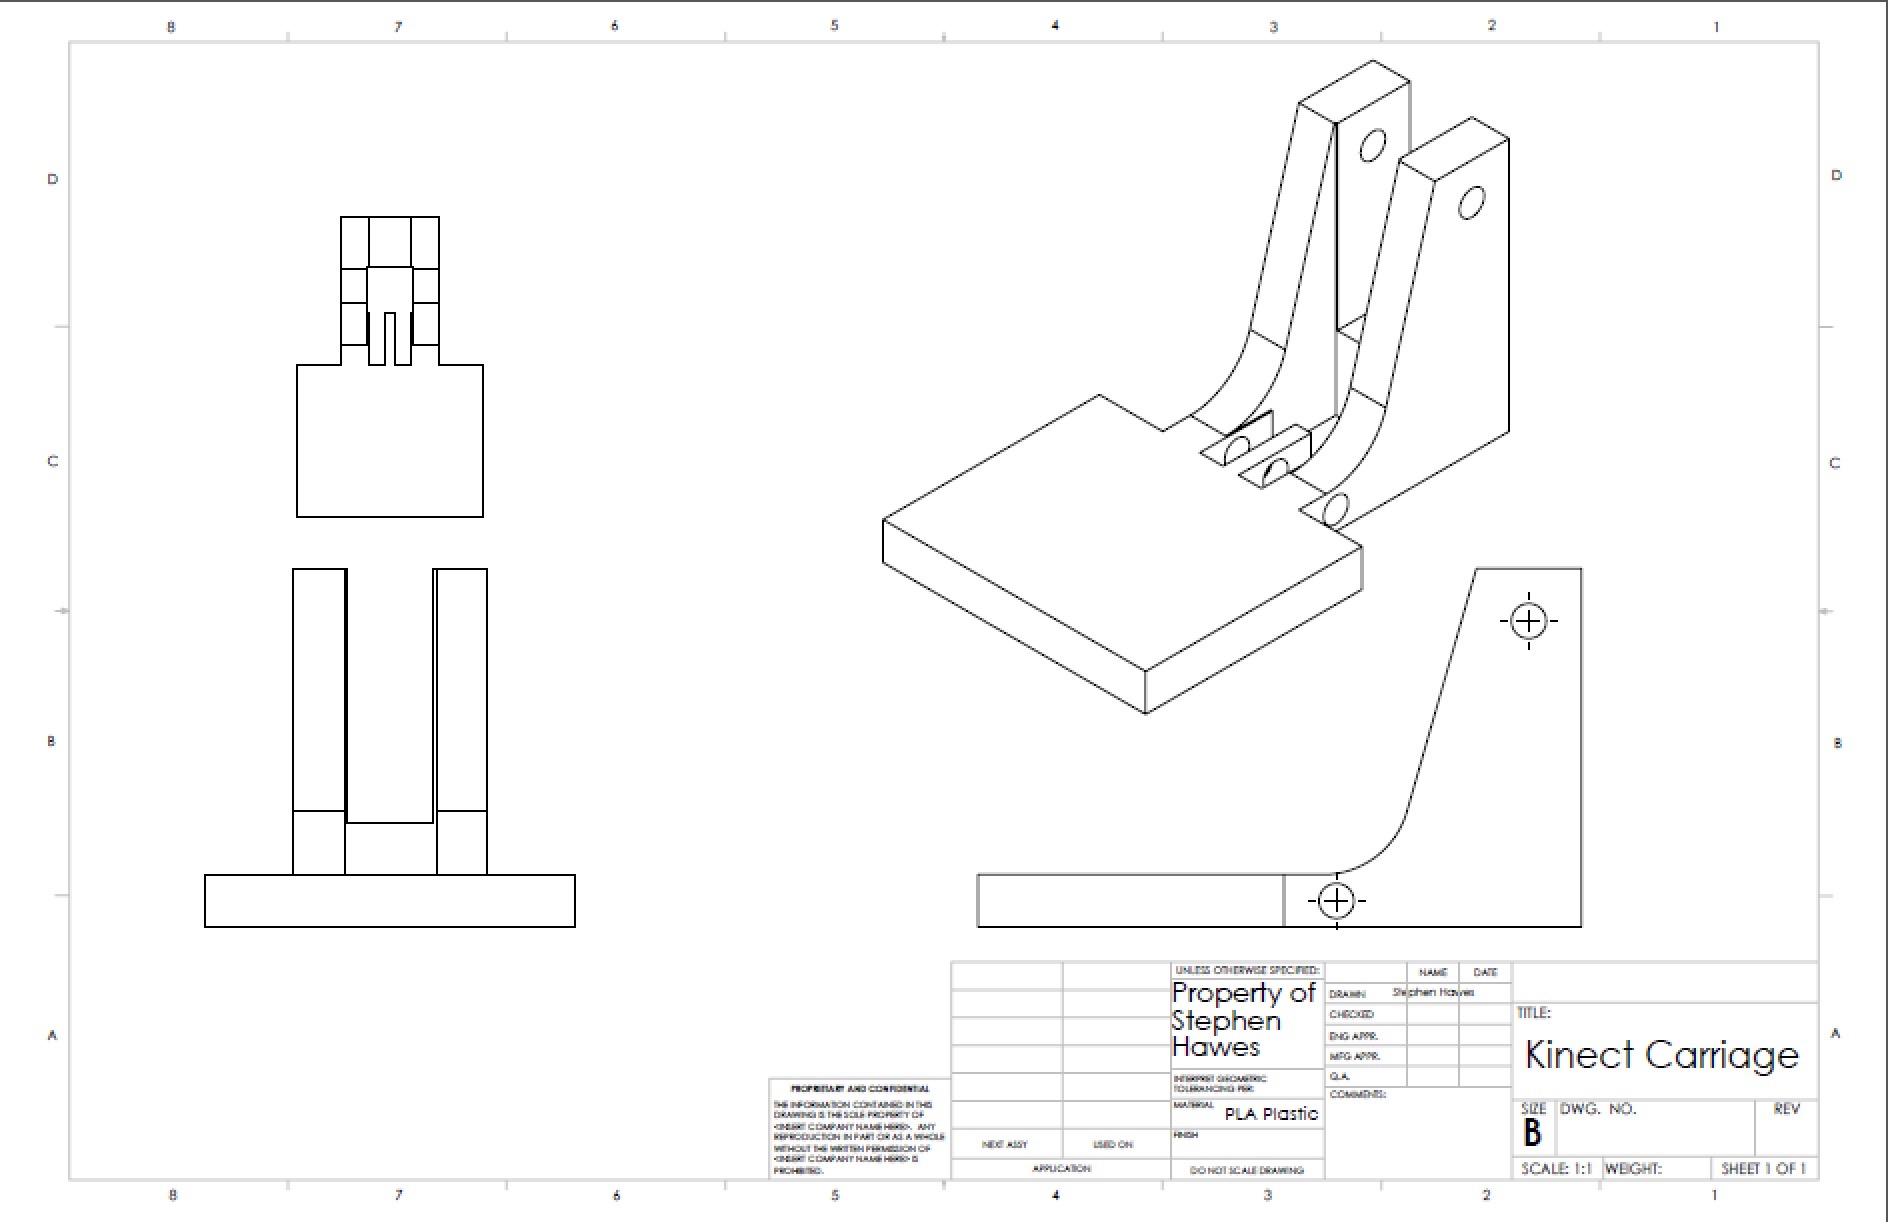 8 7 6 5 4 3 2 1
D D
C C
B B
A A
UNLESS OTHERWISE SPECIFIED:
Property of
Stephen
Hawes
INTERPRET GEOMETRIC
TOLERANCING PER:
MATERIAL
PLA Plastic
FINISH
DO NOT SCALE DRAWING
NAME DATE
DRAWN Stephen Hawes
CHECKED
ENG APPR.
MFG APPR.
Q.A.
COMMENTS:
TITLE:
Kinect Carriage
SIZE DWG. NO. REV
B
SCALE: 1:1 WEIGHT: SHEET 1 OF 1
PROPRIETARY AND CONFIDENTIAL
THE INFORMATION CONTAINED IN THIS
DRAWING IS THE SOLE PROPERTY OF
<INSERT COMPANY NAME HERE>. ANY
REPRODUCTION IN PART OR AS A WHOLE
WITHOUT THE WRITTEN PERMISSION OF
<INSERT COMPANY NAME HERE> IS
PROHIBITED.
NEXT ASSY USED ON
APPLICATION
8 7 6 5 4 3 2 1